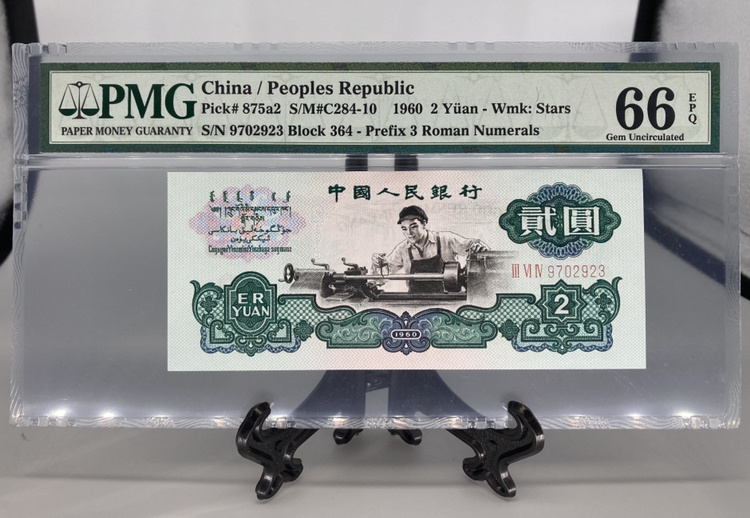 PMG
PAPER MONEY GUARANTY
China / Peoples Republic
Pick# 875a2 S/M#C284-10 1960 2 Yüan - Wmk: Stars
S/N 9702923 Block 364 - Prefix 3 Roman Numerals
66 EPQ
Gem Uncirculated
中國人民銀行
貳圓
III VI IV 9702923
ER
YUAN
1960
2